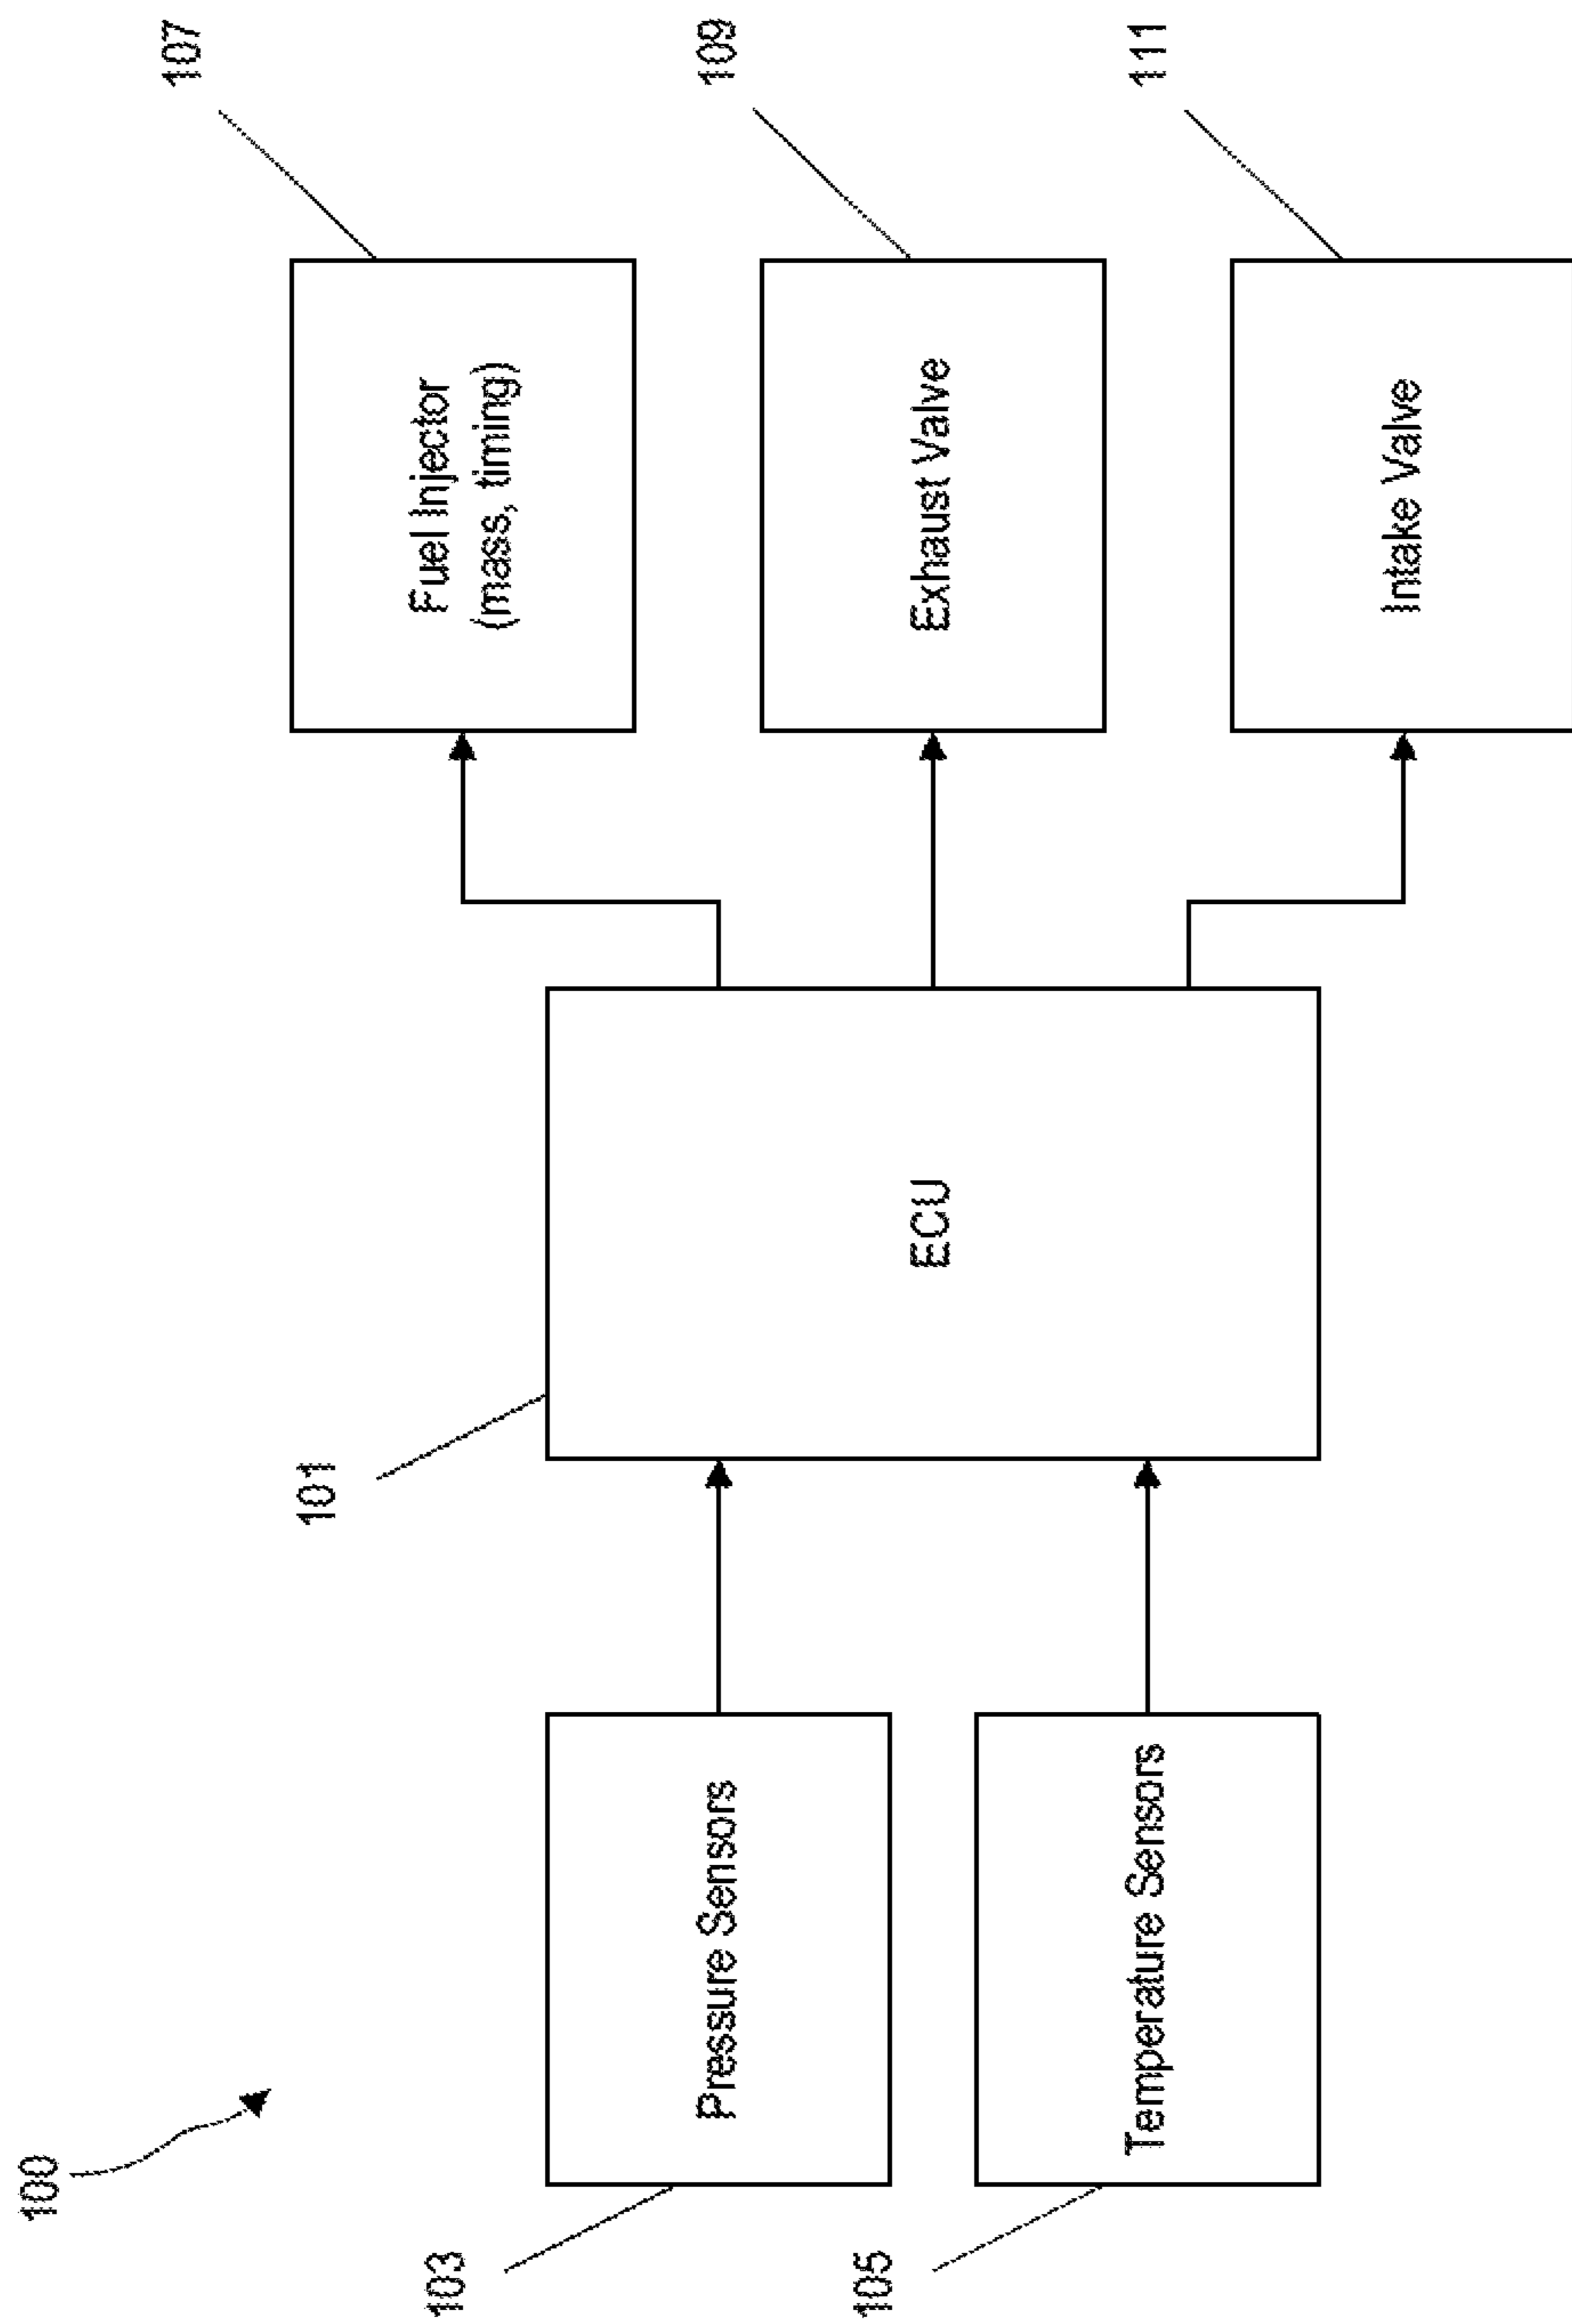 100
101
103
Pressure Sensors
105
Temperature Sensors
ECU
107
Fuel Injector
(mass, timing)
109
Exhaust Valve
111
Intake Valve